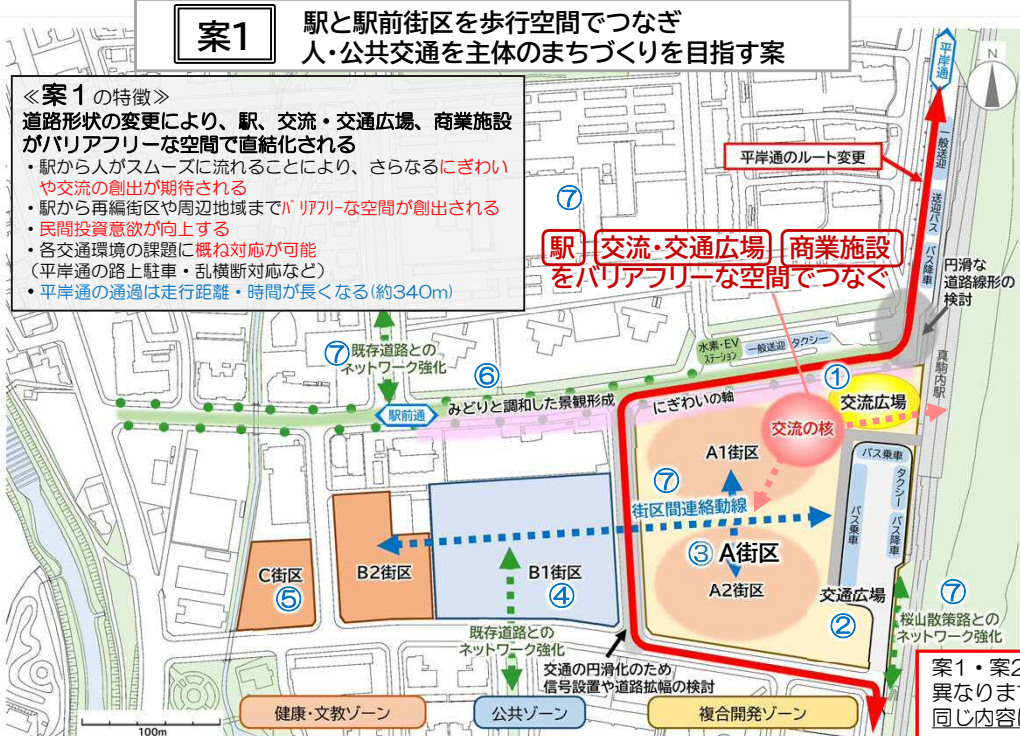 案1
駅と駅前街区を歩行空間でつなぎ
人・公共交通を主体のまちづくりを目指す案
≪案1の特徴≫
道路形状の変更により、駅、交流・交通広場、商業施設
がバリアフリーな空間で直結化される
・駅から人がスムーズに流れることにより、さらなるにぎわい
や交流の創出が期待される
・駅から再編街区や周辺地域までバリアフリーな空間が創出される
・民間投資意欲が向上する
・各交通環境の課題に概ね対応が可能
（平岸通の路上駐車・乱横断対応など）
・平岸通の通過は走行距離・時間が長くなる(約340m)
平岸通
N
一般送迎
送迎バス
バス降車
平岸通のルート変更
⑦
駅 交流・交通広場 商業施設
をバリアフリーな空間でつなぐ
円滑な
道路線形の
検討
水素・EV
ステーション
一般送迎
タクシー
真駒内駅
⑦
既存道路との
ネットワーク強化
⑥
駅前通
みどりと調和した景観形成
にぎわいの軸
①
交流広場
交流の核
A1街区
⑦
街区間連絡動線
③ A街区
A2街区
バス乗車
タクシー
バス乗車
バス降車
交通広場
②
C街区
⑤
B2街区
B1街区
④
⑦
桜山散策路との
ネットワーク強化
既存道路との
ネットワーク強化
交通の円滑化のため
信号設置や道路拡幅の検討
案1・案2
異なります
同じ内容
100m
健康・文教ゾーン
公共ゾーン
複合開発ゾーン